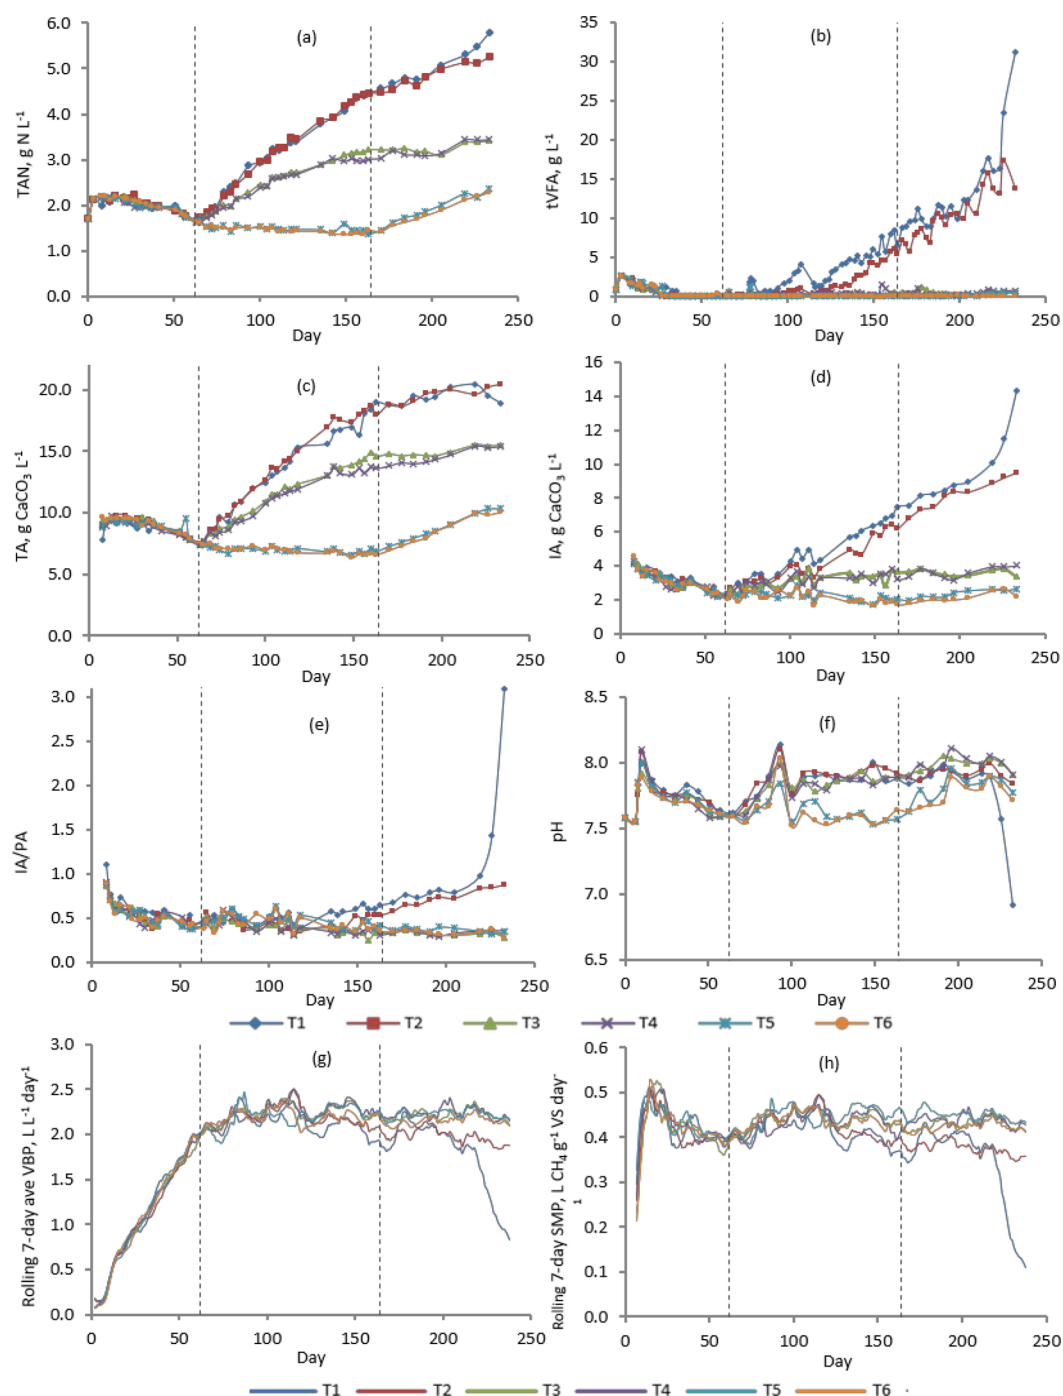 (a)
TAN, g N L-1
6.0
5.0
4.0
3.0
2.0
1.0
0.0
0 50 100 150 200 250
Day
(b)
tVFA, g L-1
35
30
25
20
15
10
5
0
0 50 100 150 200 250
Day
(c)
TA, g CaCO3 L-1
20.0
15.0
10.0
5.0
0.0
0 50 100 150 200 250
Day
(d)
IA, g CaCO3 L-1
16
14
12
10
8
6
4
2
0
0 50 100 150 200 250
Day
(e)
IA/PA
3.0
2.5
2.0
1.5
1.0
0.5
0.0
0 50 100 150 200 250
Day
(f)
pH
8.5
8.0
7.5
7.0
6.5
0 50 100 150 200 250
Day
T1 T2 T3 T4 T5 T6
(g)
Rolling 7-day ave VBP, L L-1 day-1
3.0
2.5
2.0
1.5
1.0
0.5
0.0
0 50 100 150 200 250
Day
(h)
Rolling 7-day SMP, L CH4 g-1 VS day-
1
0.6
0.5
0.4
0.3
0.2
0.1
0.0
0 50 100 150 200 250
Day
T1 T2 T3 T4 T5 T6